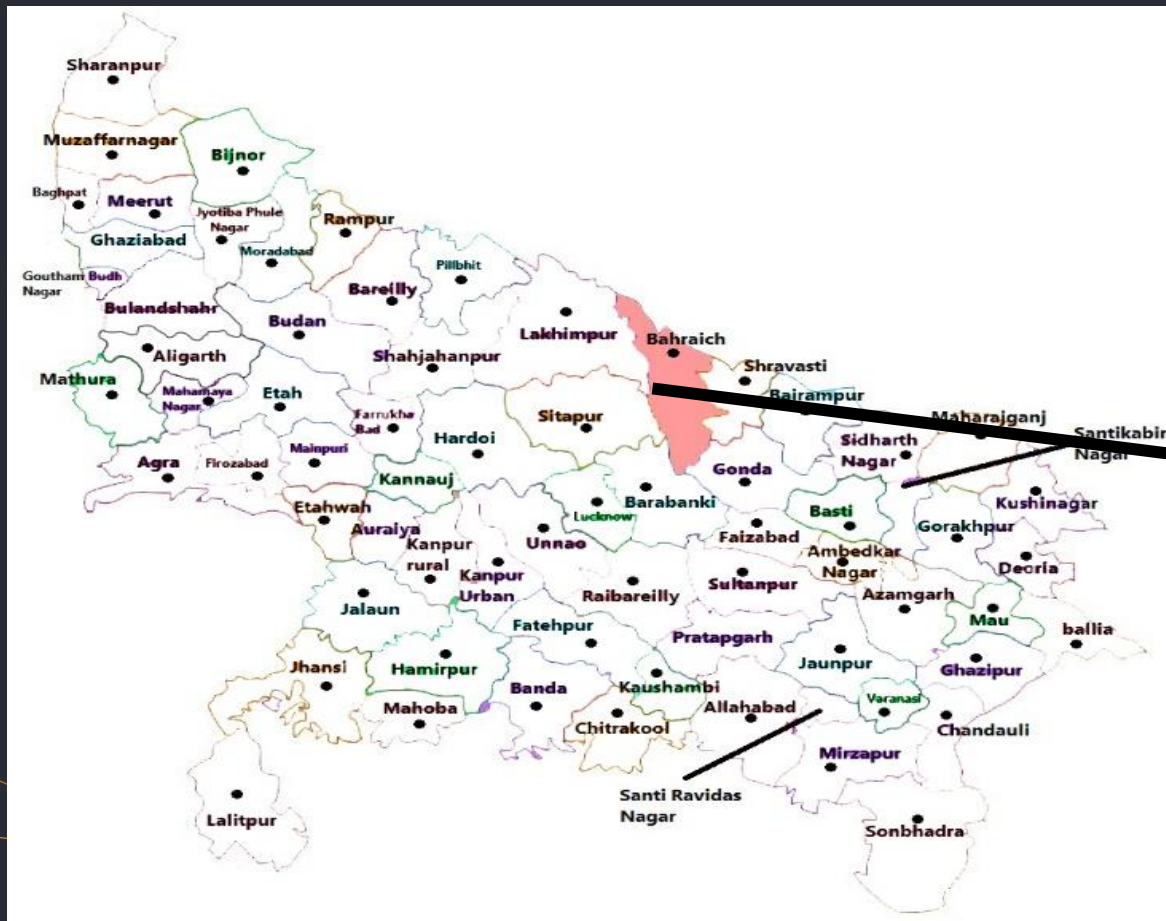 Sharanpur
Muzaffarnagar
Bijnor
Baghpat
Meerut
Jyotiba Phule
Nagar
Rampur
Ghaziabad
Moradabad
Goutham Budh
Nagar
Pillbhit
Bareilly
Bulandshahr
Budan
Lakhimpur
Bahraich
Aligarth
Shahjahanpur
Shravasti
Mathura
Mahamaya
Nagar
Etah
Bairampur
Farrukha
Bad
Sitapur
Maharajganj
Hardoi
Sidharth
Nagar
Santikabir
Nagar
Agra
Firozabad
Mainpuri
Kannauj
Gonda
Barabanki
Kushinagar
Etahwah
Lucknow
Basti
Gorakhpur
Auraiya
Unnao
Faizabad
Kanpur
rural
Ambedkar
Nagar
Deoria
Kanpur
Urban
Sultanpur
Raibareilly
Azamgarh
Jalaun
Mau
Fatehpur
Pratapgarh
ballia
Jhansi
Hamirpur
Jaunpur
Ghazipur
Banda
Kaushambi
Varanasi
Mahoba
Allahabad
Chitrakool
Chandauli
Mirzapur
Santi Ravidas
Nagar
Lalitpur
Sonbhadra